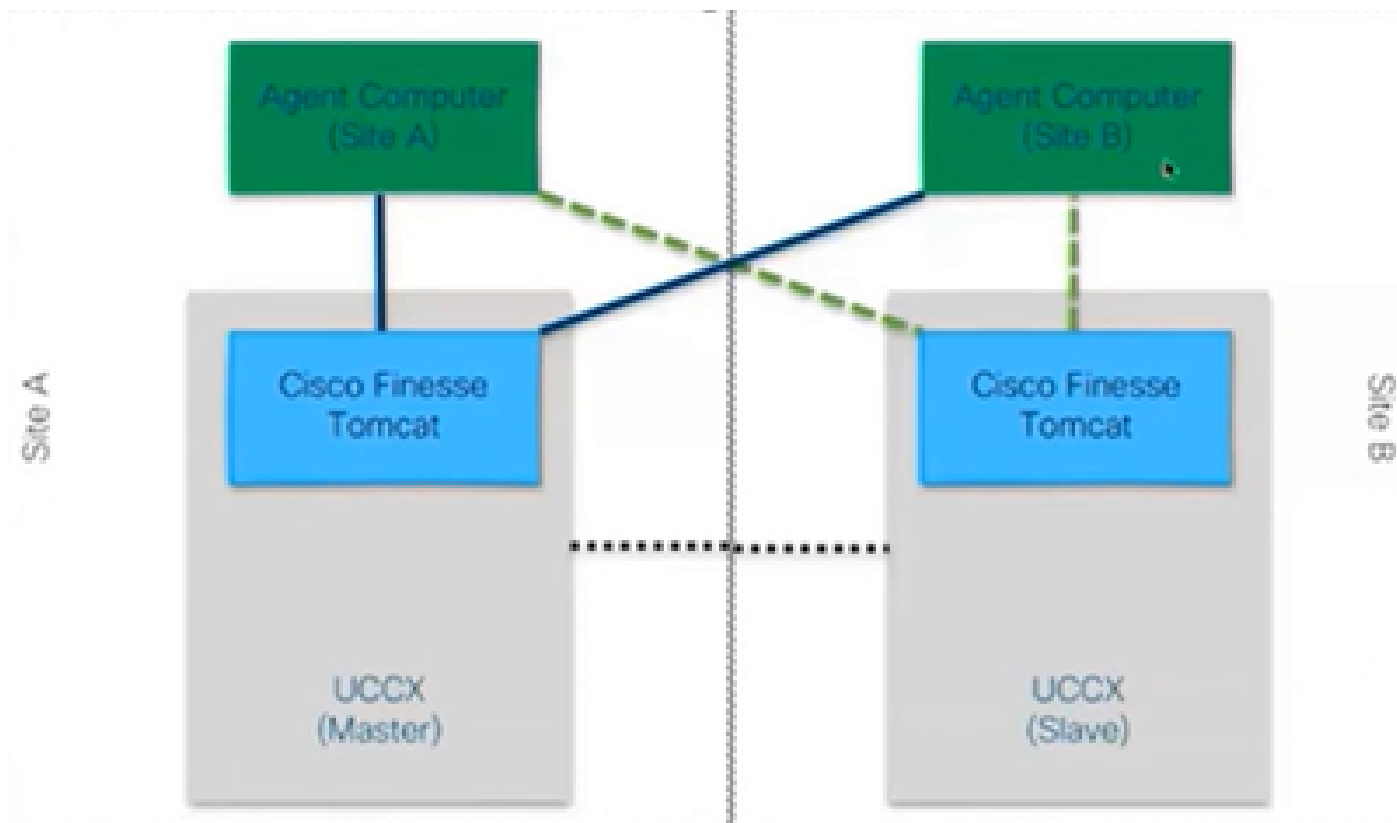 Agent Computer
(Site A)
Agent Computer
(Site B)
Site A
Cisco Finesse
Tomcat
Cisco Finesse
Tomcat
Site B
UCCX
(Master)
UCCX
(Slave)